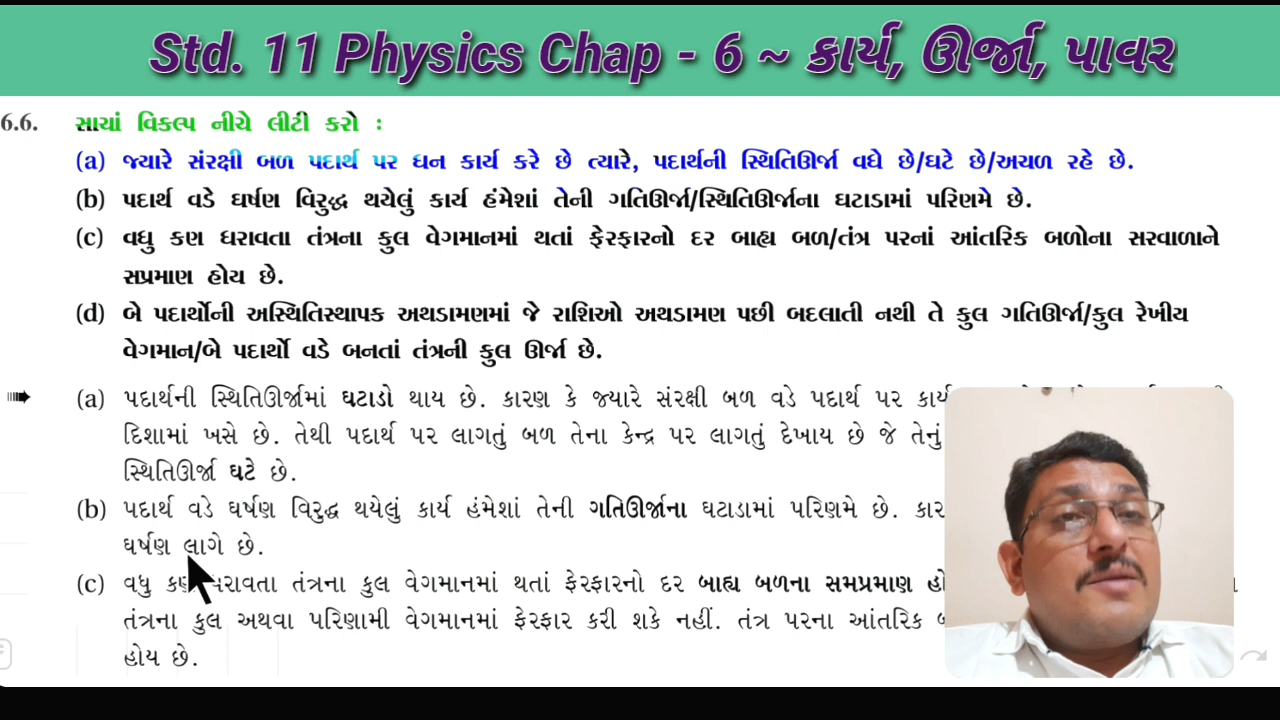 Std. 11 Physics Chap - 6 ~ કાર્ય, ઊર્જા, પાવર
6.6. સાચાં વિકલ્પ નીચે લીટી કરો :
(a) જ્યારે સંરક્ષી બળ પદાર્થ પર ધન કાર્ય કરે છે ત્યારે, પદાર્થની સ્થિતિઊર્જા વધે છે/ઘટે છે/અચળ રહે છે.
(b) પદાર્થ વડે ઘર્ષણ વિરુદ્ધ થયેલું કાર્ય હંમેશાં તેની ગતિઊર્જા/સ્થિતિઊર્જાના ઘટાડામાં પરિણમે છે.
(c) વધુ કણ ધરાવતા તંત્રના કુલ વેગમાનમાં થતાં ફેરફારનો દર બાહ્ય બળ/તંત્ર પરનાં આંતરિક બળોના સરવાળાને
સપ્રમાણ હોય છે.
(d) બે પદાર્થોની અસ્થિતિસ્થાપક અથડામણમાં જે રાશિઓ અથડામણ પછી બદલાતી નથી તે કુલ ગતિઊર્જા/કુલ રેખીય
વેગમાન/બે પદાર્થો વડે બનતાં તંત્રની કુલ ઊર્જા છે.
(a) પદાર્થની સ્થિતિઊર્જામાં ઘટાડો થાય છે. કારણ કે જ્યારે સંરક્ષી બળ વડે પદાર્થ પર કાર્ય
દિશામાં ખસે છે. તેથી પદાર્થ પર લાગતું બળ તેના કેન્દ્ર પર લાગતું દેખાય છે જે તેનું
સ્થિતિઊર્જા ઘટે છે.
(b) પદાર્થ વડે ઘર્ષણ વિરુદ્ધ થયેલું કાર્ય હંમેશાં તેની ગતિઊર્જાના ઘટાડામાં પરિણમે છે.
ઘર્ષણ લાગે છે.
(c) વધુ કણ ધરાવતા તંત્રના કુલ વેગમાનમાં થતાં ફેરફારનો દર બાહ્ય બળના સમપ્રમાણ
તંત્રના કુલ અથવા પરિણામી વેગમાનમાં ફેરફાર કરી શકે નહીં. તંત્ર પરના આંતરિક
હોય છે.